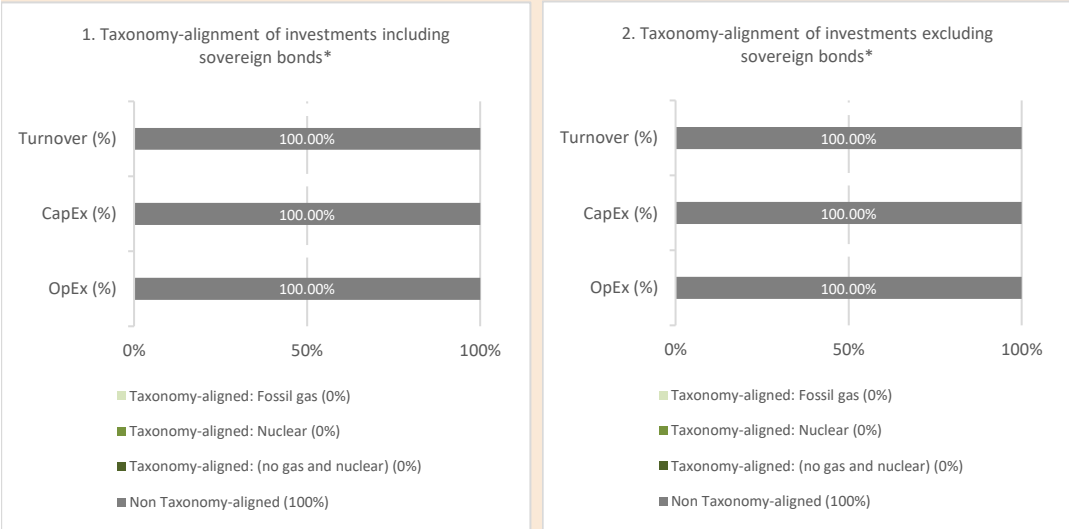 1. Taxonomy-alignment of investments including
sovereign bonds*
Turnover (%)
100.00%
CapEx (%)
100.00%
OpEx (%)
100.00%
0%
50%
100%
Taxonomy-aligned: Fossil gas (0%)
Taxonomy-aligned: Nuclear (0%)
Taxonomy-aligned: (no gas and nuclear) (0%)
Non Taxonomy-aligned (100%)
2. Taxonomy-alignment of investments excluding
sovereign bonds*
Turnover (%)
100.00%
CapEx (%)
100.00%
OpEx (%)
100.00%
0%
50%
100%
Taxonomy-aligned: Fossil gas (0%)
Taxonomy-aligned: Nuclear (0%)
Taxonomy-aligned: (no gas and nuclear) (0%)
Non Taxonomy-aligned (100%)